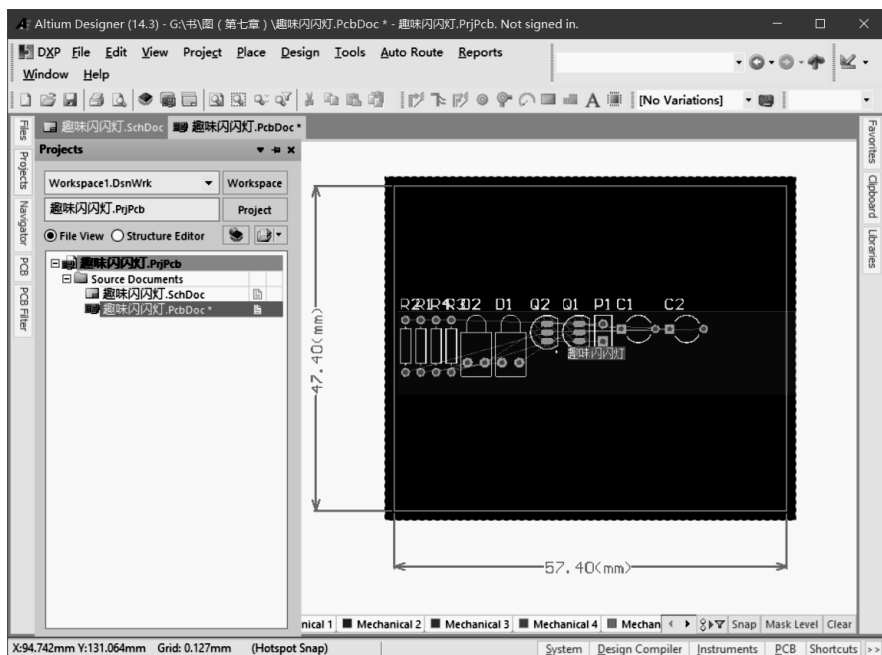 Altium Designer (14.3) - G:\书\图 ( 第七章 ) \趣味闪闪灯.PcbDoc * - 趣味闪闪灯.PrjPcb. Not signed in.
DXP File Edit View Project Place Design Tools Auto Route Reports
Window Help
[No Variations]
趣味闪闪灯.SchDoc 趣味闪闪灯.PcbDoc *
Projects
Workspace1.DsnWrk Workspace
趣味闪闪灯.PrjPcb Project
File View Structure Editor
趣味闪闪灯.PrjPcb
Source Documents
趣味闪闪灯.SchDoc
趣味闪闪灯.PcbDoc *
Files
Projects
Navigator
PCB
PCB Filter
Favorites
Clipboard
Libraries
R2 R1 R4 R3 D2 D1 Q2 Q1 P1 C1 C2
趣味闪闪灯
47.40(mm)
57.40(mm)
nical 1 Mechanical 2 Mechanical 3 Mechanical 4 Mechan Snap Mask Level Clear
X:94.742mm Y:131.064mm Grid: 0.127mm (Hotspot Snap) System Design Compiler Instruments PCB Shortcuts >>